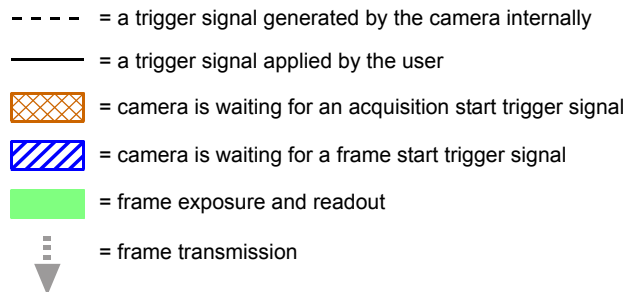 = a trigger signal generated by the camera internally
= a trigger signal applied by the user
= camera is waiting for an acquisition start trigger signal
= camera is waiting for a frame start trigger signal
= frame exposure and readout
= frame transmission